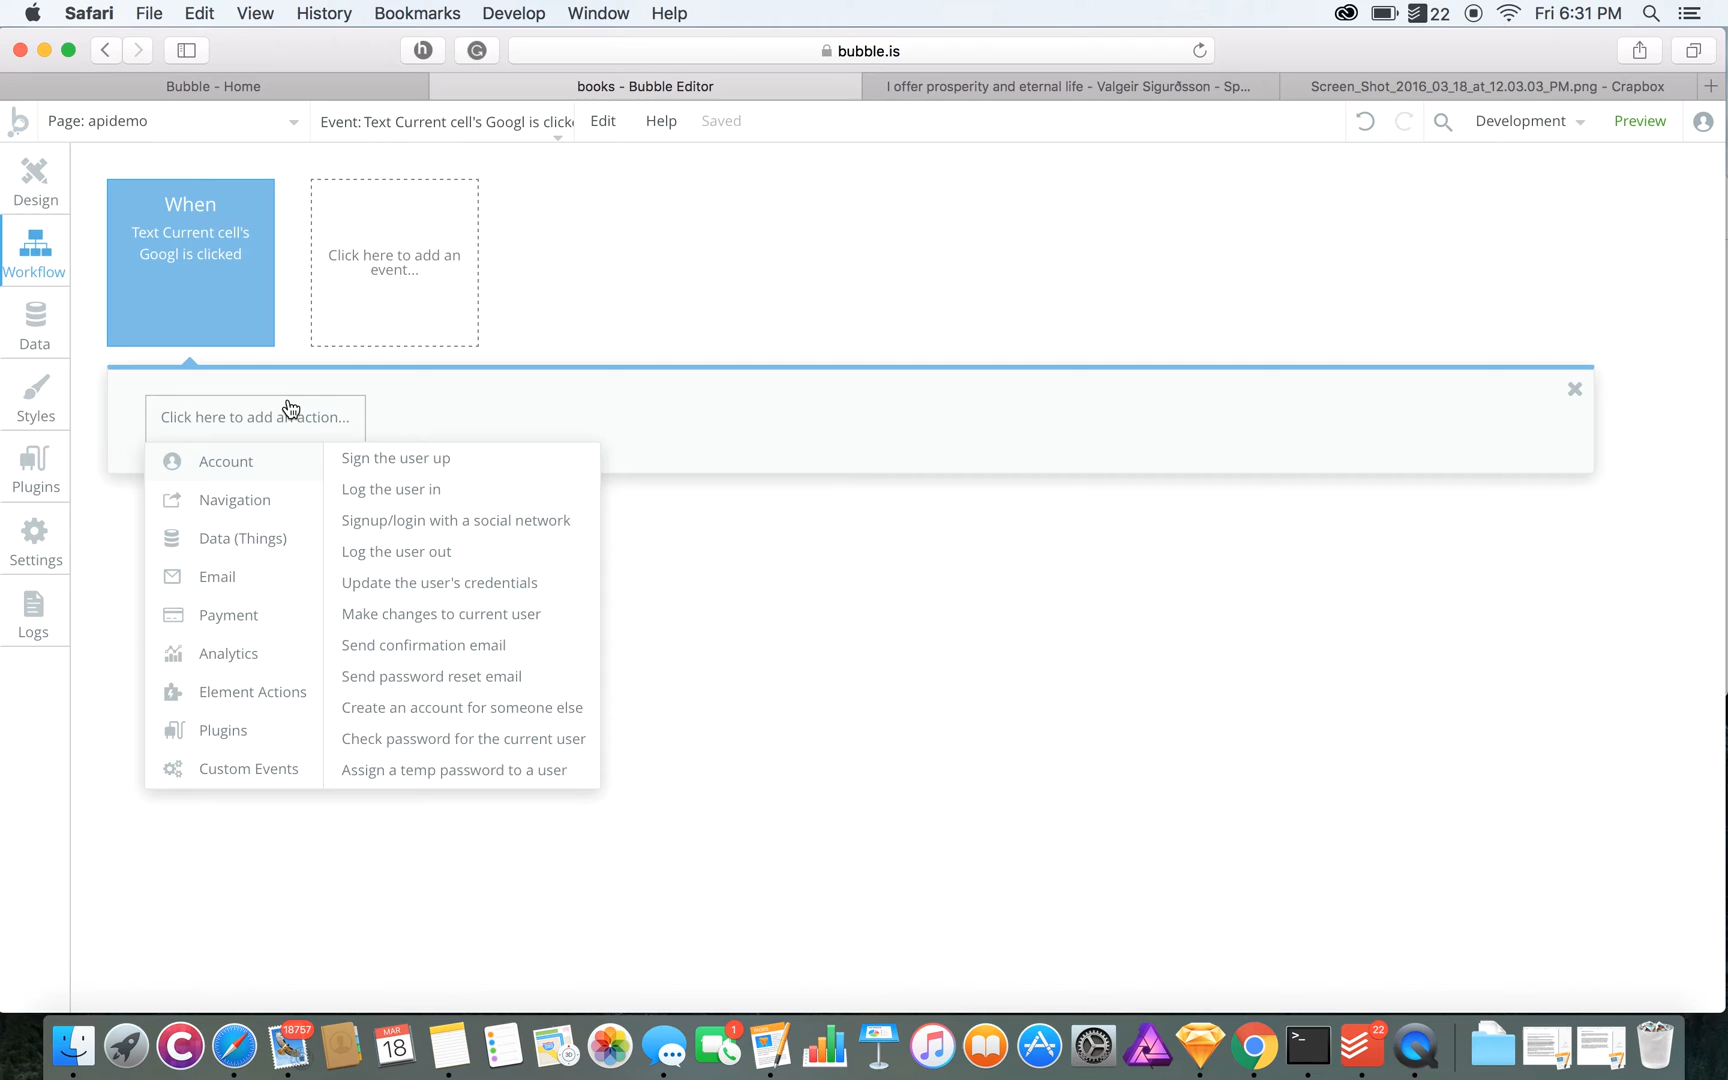 Safari File Edit View History Bookmarks Develop Window Help 22 Fri 6:31 PM
bubble.is
Bubble - Home books - Bubble Editor I offer prosperity and eternal life - Valgeir Sigurðsson - Sp... Screen_Shot_2016_03_18_at_12.03.03_PM.png - Crapbox
Page: apidemo Event: Text Current cell's Googl is click Edit Help Saved Development Preview
Design
Workflow
Data
Styles
Plugins
Settings
Logs
When
Text Current cell's
Googl is clicked
Click here to add an
event...
Click here to add an action...
Account
Navigation
Data (Things)
Email
Payment
Analytics
Element Actions
Plugins
Custom Events
Sign the user up
Log the user in
Signup/login with a social network
Log the user out
Update the user's credentials
Make changes to current user
Send confirmation email
Send password reset email
Create an account for someone else
Check password for the current user
Assign a temp password to a user
18757
MAR
18
1
22